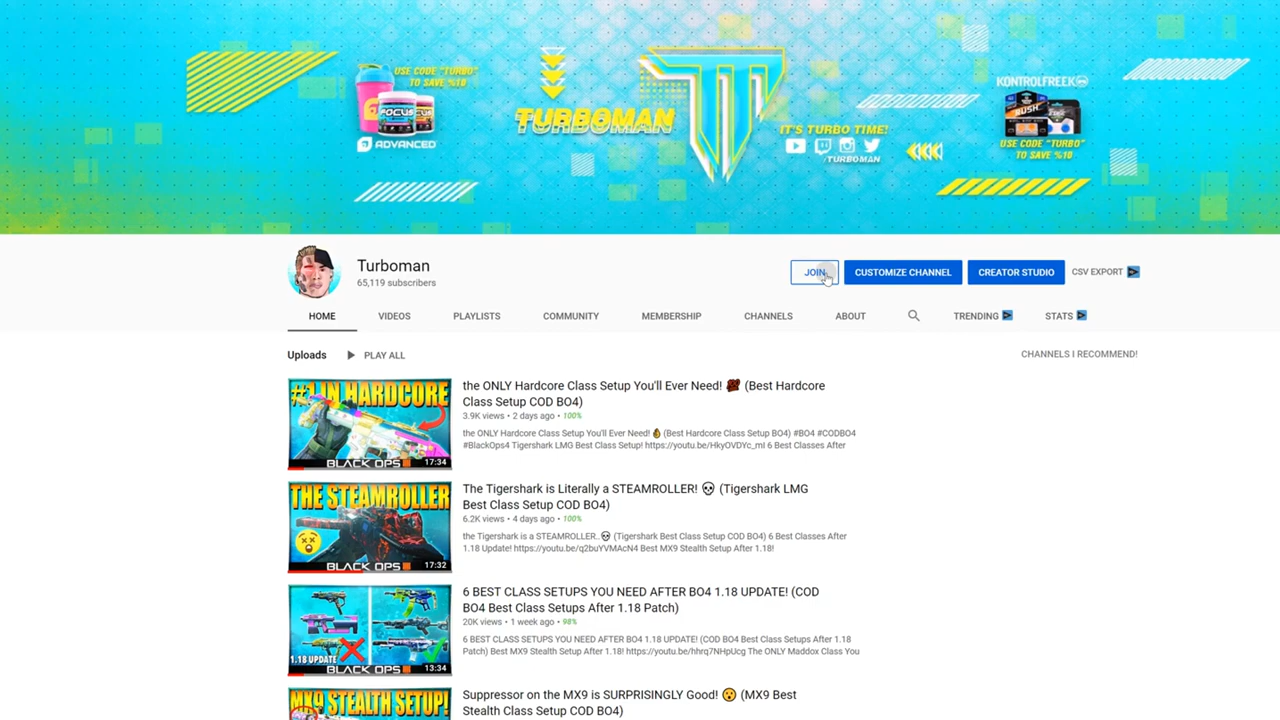 USE CODE "TURBO"
TO SAVE %10
FOCUS
ADVANCED
TURBOMAN
IT'S TURBO TIME!
/TURBOMAN
KONTROLFREEK
RUSH
USE CODE "TURBO"
TO SAVE %10
Turboman
65,119 subscribers
JOIN
CUSTOMIZE CHANNEL
CREATOR STUDIO
CSV EXPORT
HOME
VIDEOS
PLAYLISTS
COMMUNITY
MEMBERSHIP
CHANNELS
ABOUT
TRENDING
STATS
Uploads
PLAY ALL
CHANNELS I RECOMMEND!
#1 IN HARDCORE
BLACK OPS
17:34
the ONLY Hardcore Class Setup You'll Ever Need! (Best Hardcore
Class Setup COD BO4)
3.9K views • 2 days ago • 100%
the ONLY Hardcore Class Setup You'll Ever Need! (Best Hardcore Class Setup BO4) #BO4 #CODBO4
#BlackOps4 Tigershark LMG Best Class Setup! https://youtu.be/HkyOVDYc_mI 6 Best Classes After
THE STEAMROLLER
BLACK OPS
17:32
The Tigershark is Literally a STEAMROLLER! 💀 (Tigershark LMG
Best Class Setup COD BO4)
6.2K views • 4 days ago • 100%
the Tigershark is a STEAMROLLER..💀 (Tigershark Best Class Setup COD BO4) 6 Best Classes After
1.18 Update! https://youtu.be/q2buYVMAcN4 Best MX9 Stealth Setup After 1.18!
1.18 UPDATE
BLACK OPS
13:34
6 BEST CLASS SETUPS YOU NEED AFTER BO4 1.18 UPDATE! (COD
BO4 Best Class Setups After 1.18 Patch)
20K views • 1 week ago • 98%
6 BEST CLASS SETUPS YOU NEED AFTER BO4 1.18 UPDATE! (COD BO4 Best Class Setups After 1.18
Patch) Best MX9 Stealth Setup After 1.18! https://youtu.be/hhrq7NHpUcg The ONLY Maddox Class You
MX9 STEALTH SETUP!
Suppressor on the MX9 is SURPRISINGLY Good! 😮 (MX9 Best
Stealth Class Setup COD BO4)